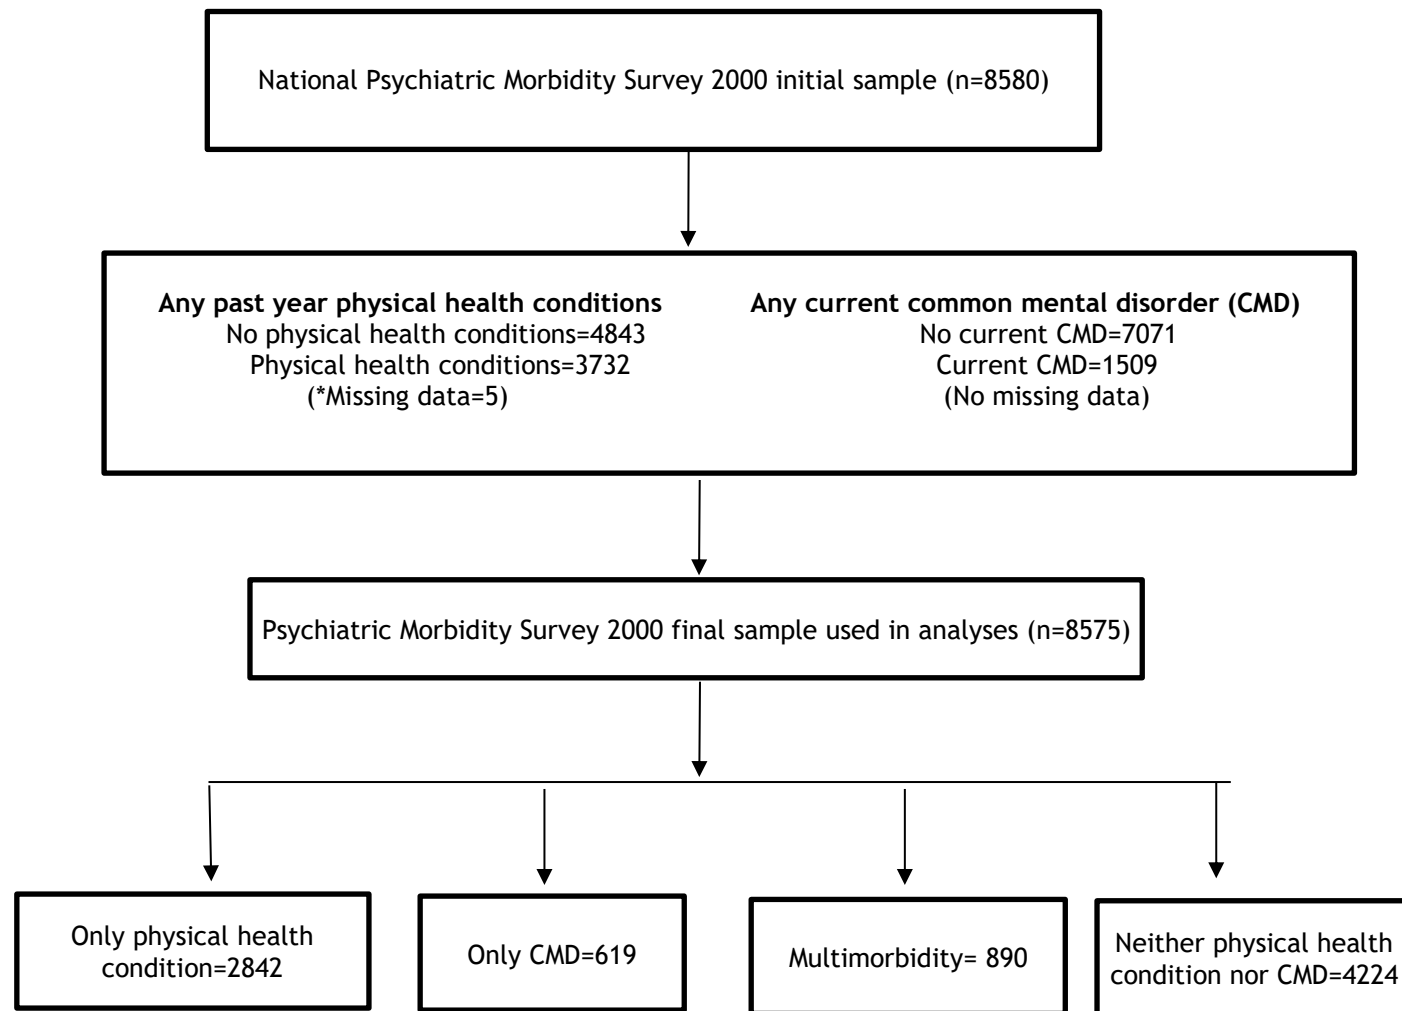 National Psychiatric Morbidity Survey 2000 initial sample (n=8580)
Any past year physical health conditions
No physical health conditions=4843
Physical health conditions=3732
(*Missing data=5)
Any current common mental disorder (CMD)
No current CMD=7071
Current CMD=1509
(No missing data)
Psychiatric Morbidity Survey 2000 final sample used in analyses (n=8575)
Only physical health
condition=2842
Only CMD=619
Multimorbidity= 890
Neither physical health
condition nor CMD=4224